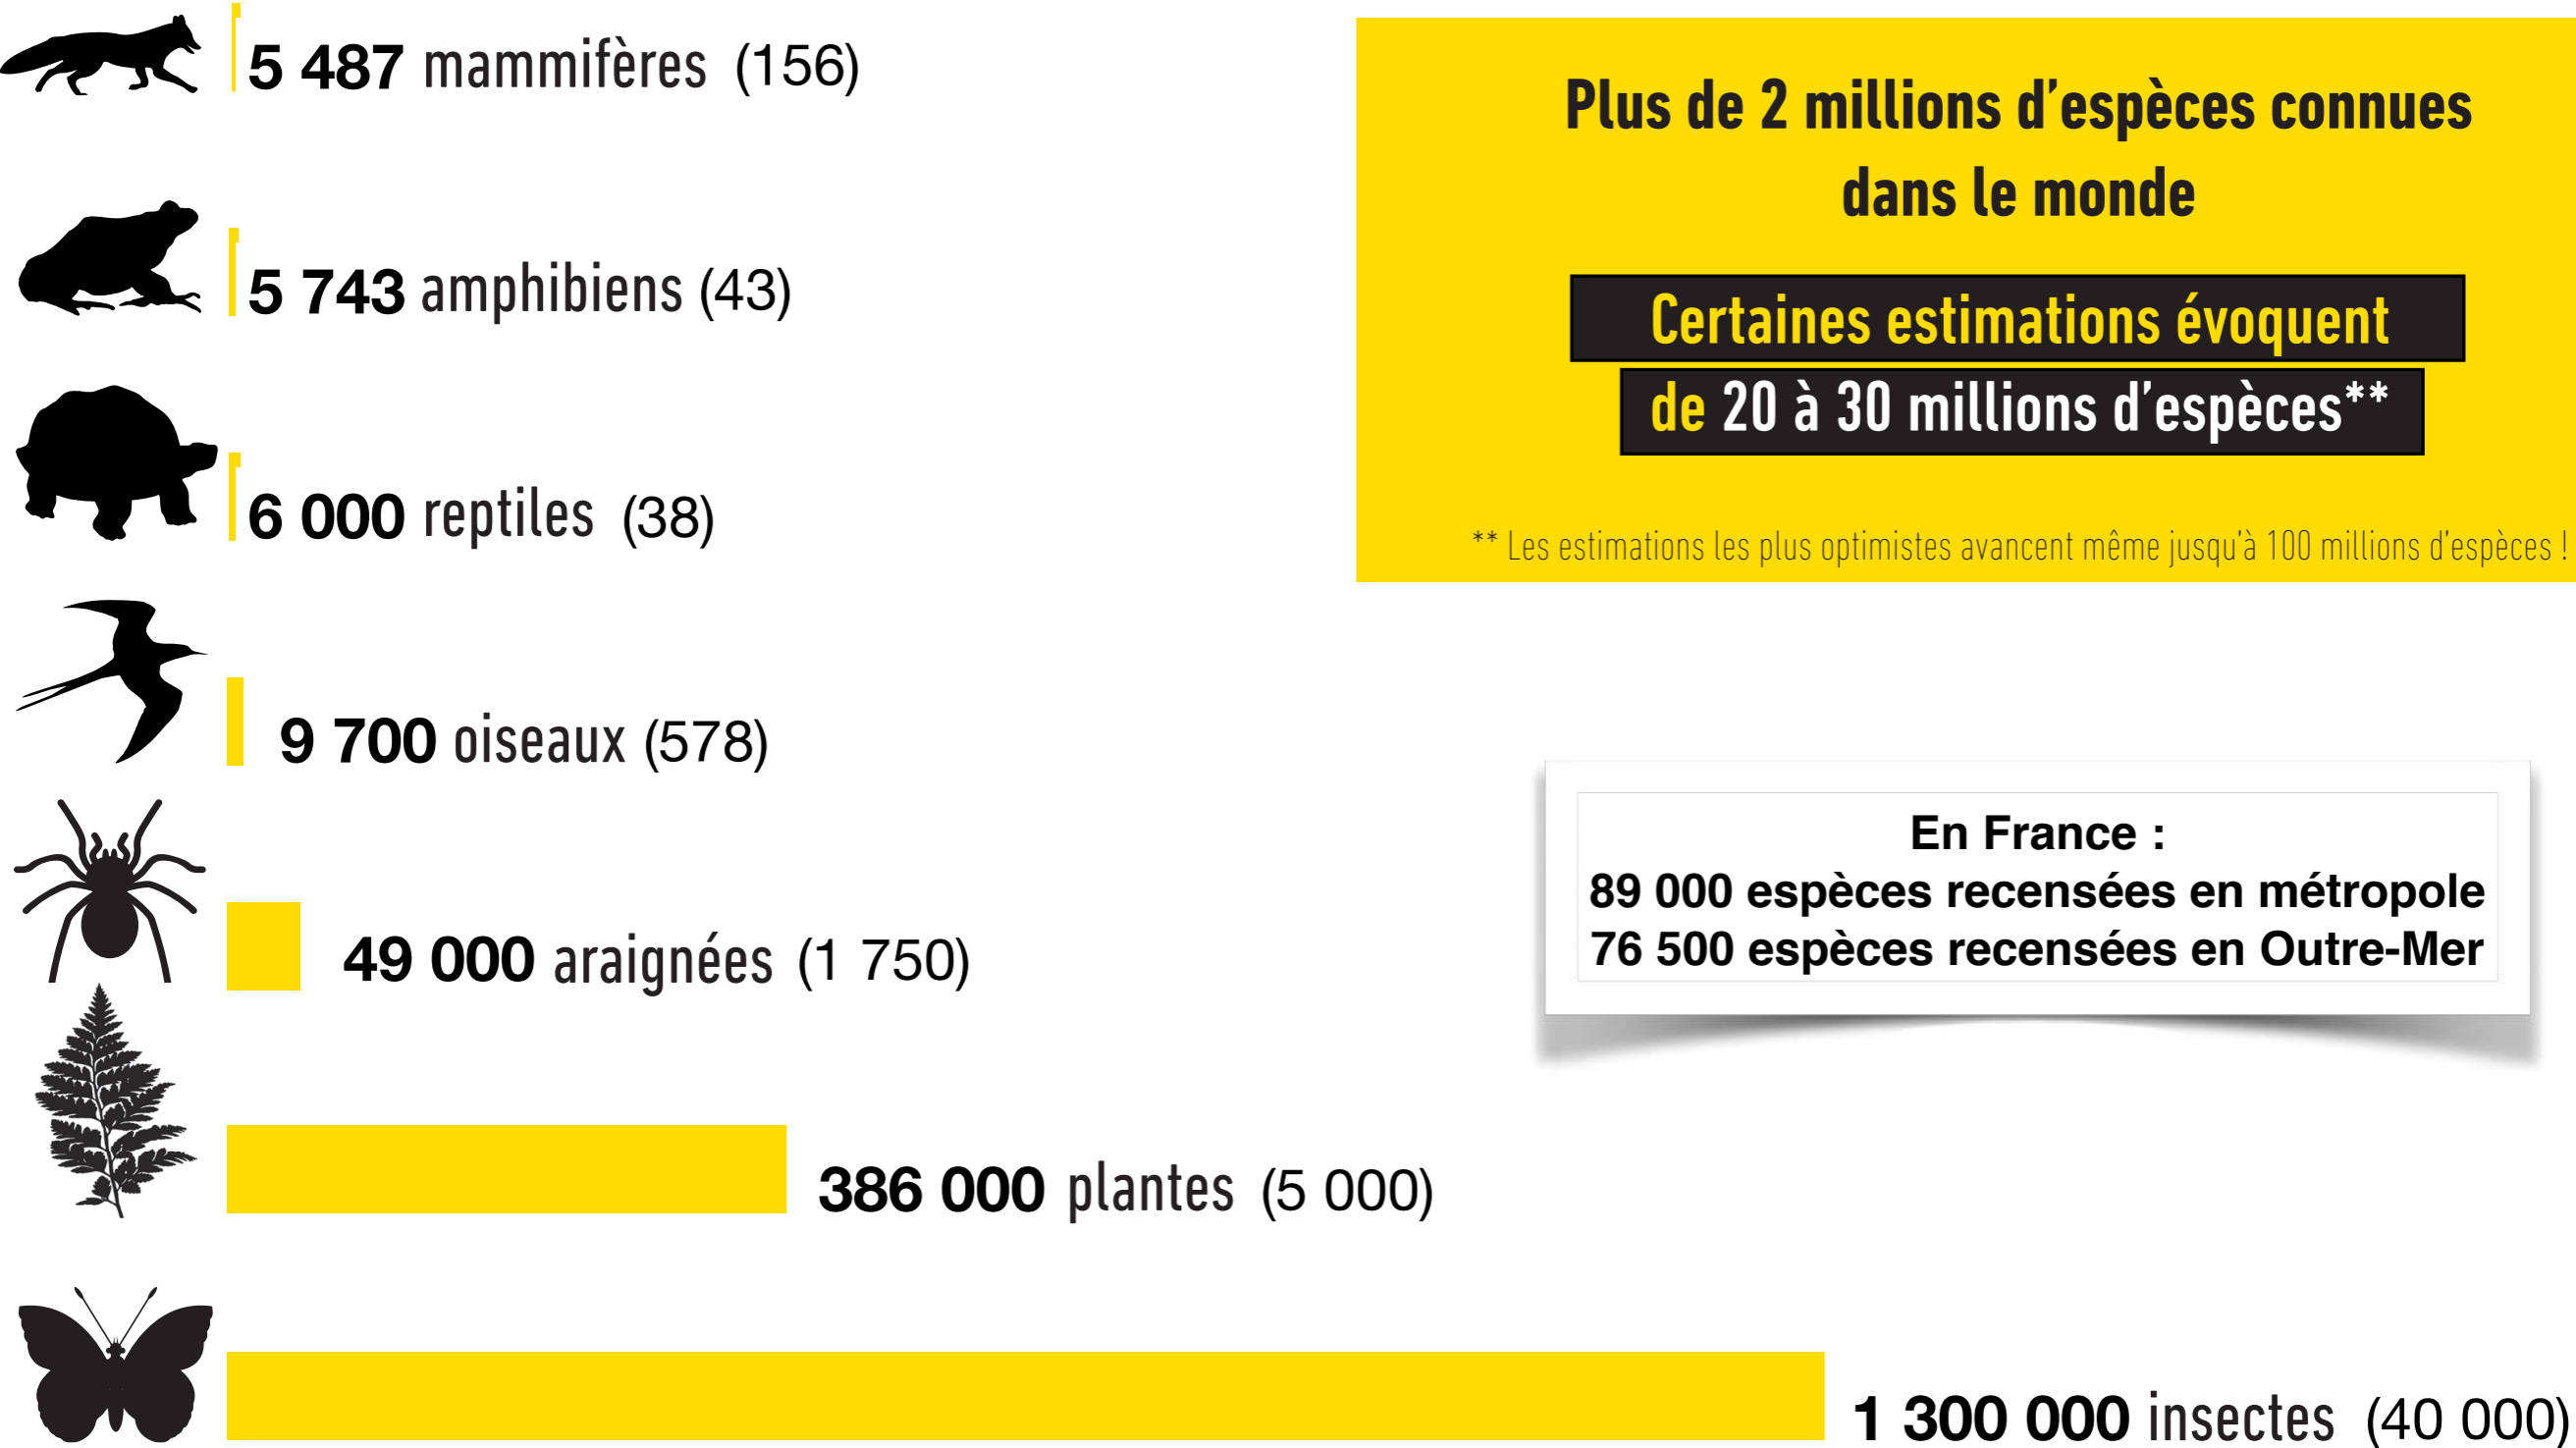 5 487 mammifères (156)
5 743 amphibiens (43)
6 000 reptiles (38)
9 700 oiseaux (578)
49 000 araignées (1 750)
386 000 plantes (5 000)
1 300 000 insectes (40 000)
Plus de 2 millions d'espèces connues
dans le monde
Certaines estimations évoquent
de 20 à 30 millions d'espèces**
** Les estimations les plus optimistes avancent même jusqu'à 100 millions d'espèces !
En France :
89 000 espèces recensées en métropole
76 500 espèces recensées en Outre-Mer